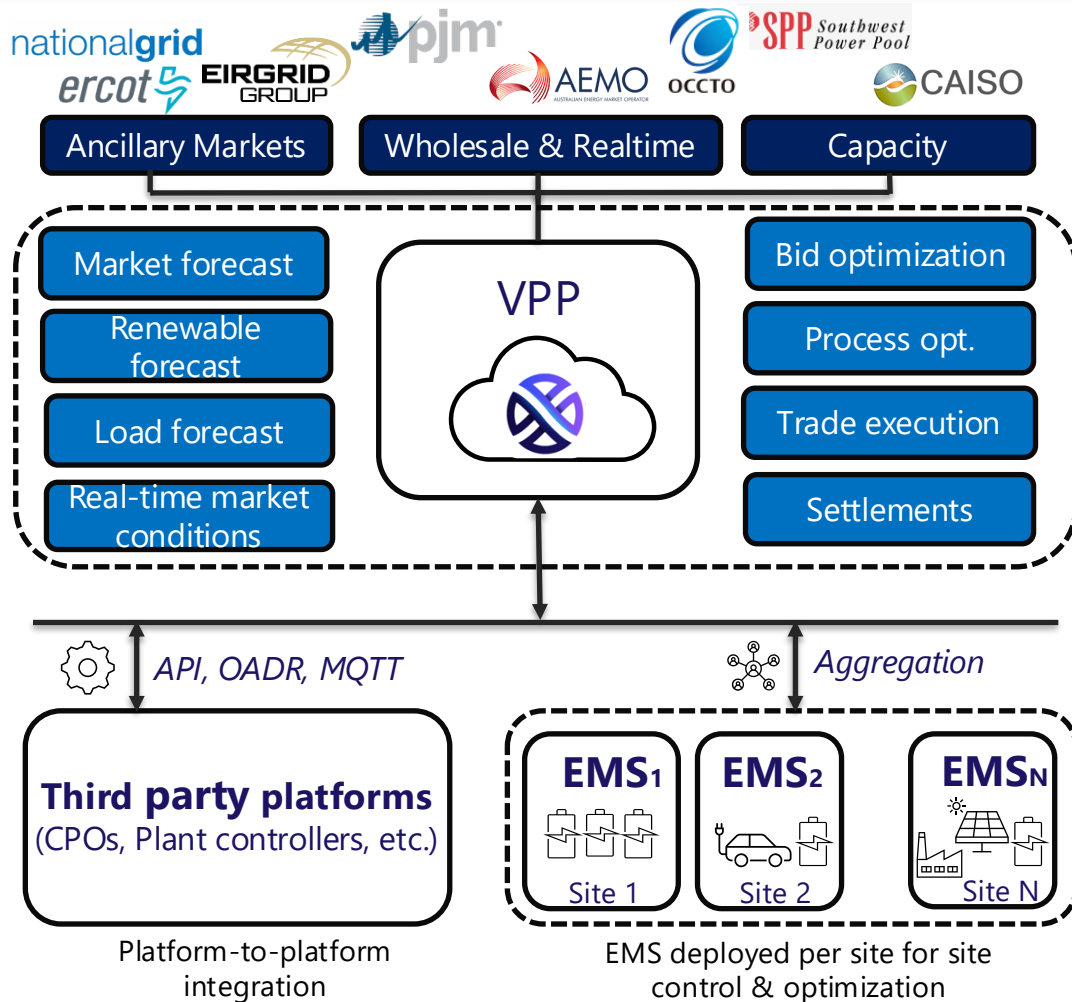 nationalgrid
ercot
EIRGRID
GROUP
pjm
AEMO
AUSTRALIAN ENERGY MARKET OPERATOR
OCCTO
SPP Southwest
Power Pool
CAISO
Ancillary Markets
Wholesale & Realtime
Capacity
Market forecast
Renewable
forecast
Load forecast
Real-time market
conditions
VPP
Bid optimization
Process opt.
Trade execution
Settlements
API, OADR, MQTT
Aggregation
Third party platforms
(CPOs, Plant controllers, etc.)
EMS1
Site 1
EMS2
Site 2
EMSN
Site N
Platform-to-platform
integration
EMS deployed per site for site
control & optimization